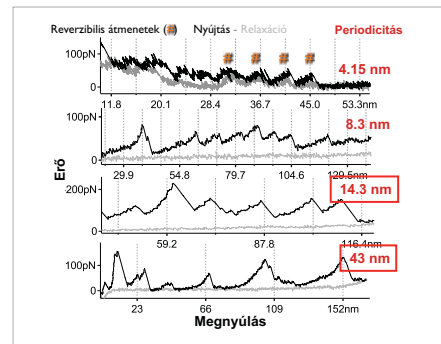 Reverzibilis átmenetek (#) Nyújtás - Relaxáció Periodicitás
# # # #
100pN
0
4.15 nm
11.8 20.1 28.4 36.7 45.0 53.3nm
100pN
0
8.3 nm
29.9 54.8 79.7 104.6 129.5nm
Erő
200pN
0
14.3 nm
59.2 87.8 116.4nm
100pN
0
43 nm
23 66 109 152nm
Megnyúlás